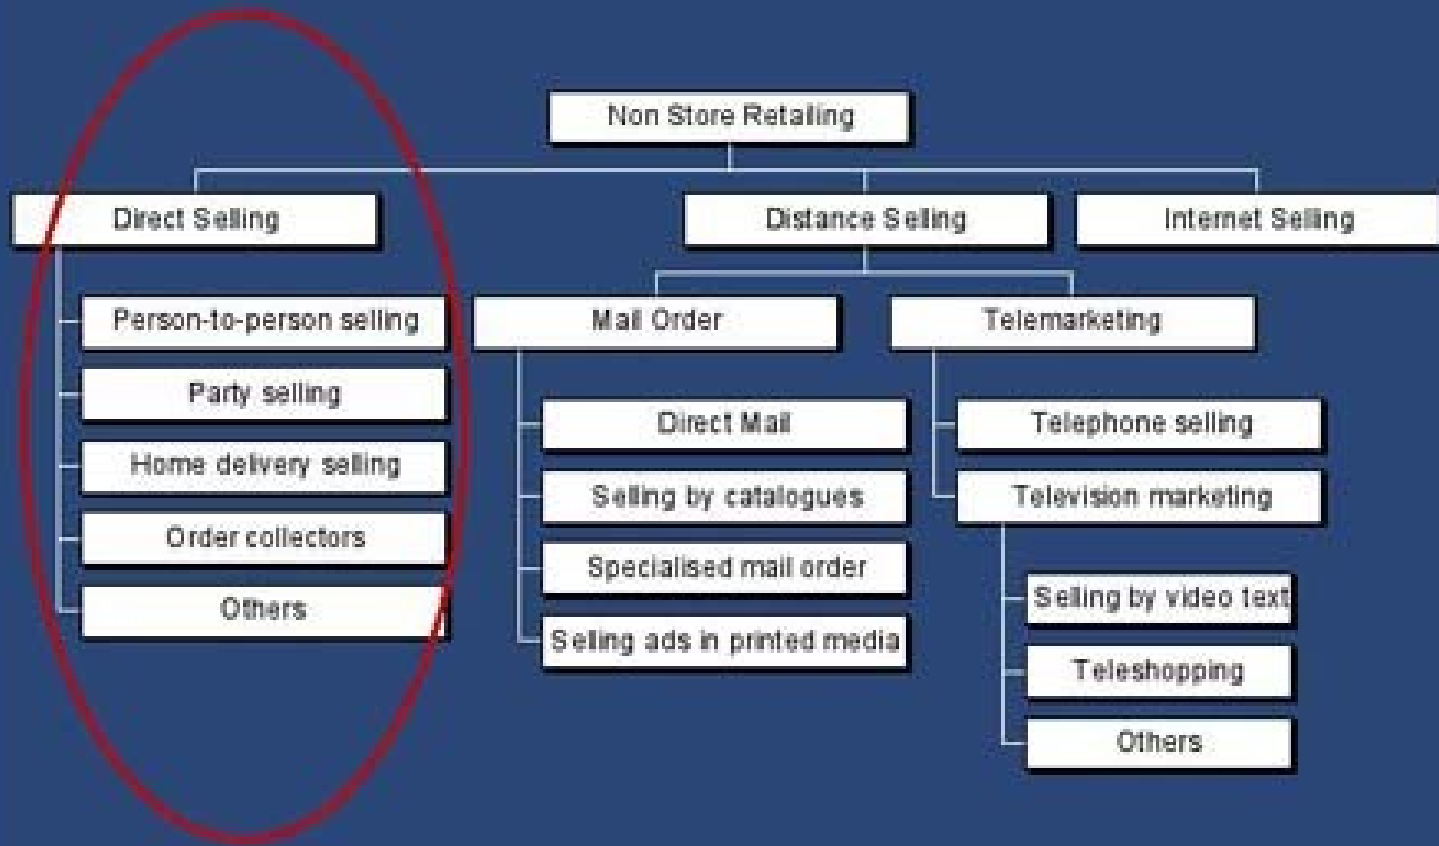 Non Store Retailing
Direct Selling
Distance Selling
Internet Selling
Person-to-person selling
Party selling
Home delivery selling
Order collectors
Others
Mail Order
Direct Mail
Selling by catalogues
Specialised mail order
Selling ads in printed media
Telemarketing
Telephone selling
Television marketing
Selling by video text
Teleshopping
Others